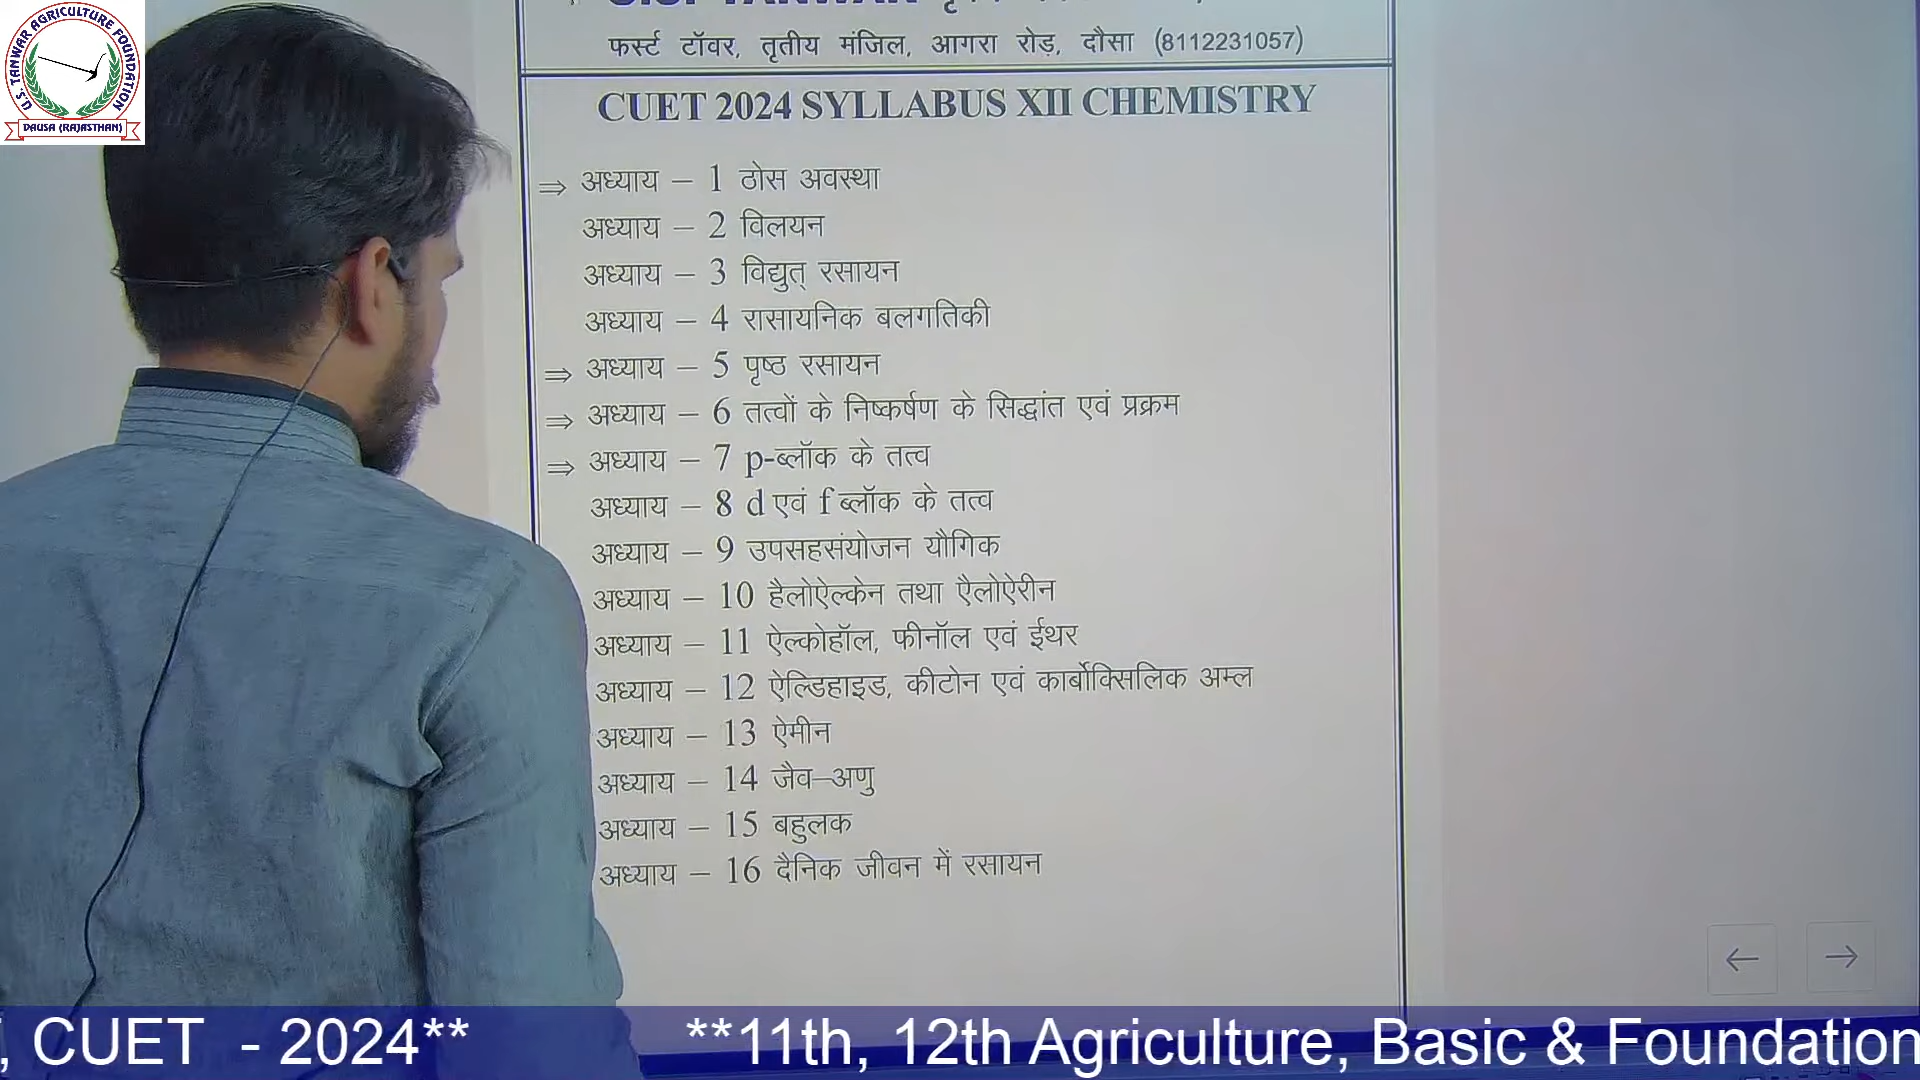 U.S. TANWAR AGRICULTURE FOUNDATION
DAUSA (RAJASTHAN)
फर्स्ट टॉवर, तृतीय मंजिल, आगरा रोड़, दौसा (8112231057)
CUET 2024 SYLLABUS XII CHEMISTRY
⇒ अध्याय – 1 ठोस अवस्था
अध्याय – 2 विलयन
अध्याय – 3 विद्युत् रसायन
अध्याय – 4 रासायनिक बलगतिकी
⇒ अध्याय – 5 पृष्ठ रसायन
⇒ अध्याय – 6 तत्वों के निष्कर्षण के सिद्धांत एवं प्रक्रम
⇒ अध्याय – 7 p-ब्लॉक के तत्व
अध्याय – 8 d एवं f ब्लॉक के तत्व
अध्याय – 9 उपसहसंयोजन यौगिक
अध्याय – 10 हैलोऐल्केन तथा ऐलोऐरीन
अध्याय – 11 ऐल्कोहॉल, फीनॉल एवं ईथर
अध्याय – 12 ऐल्डिहाइड, कीटोन एवं कार्बोक्सिलिक अम्ल
अध्याय – 13 ऐमीन
अध्याय – 14 जैव–अणु
अध्याय – 15 बहुलक
अध्याय – 16 दैनिक जीवन में रसायन
, CUET - 2024** **11th, 12th Agriculture, Basic & Foundation